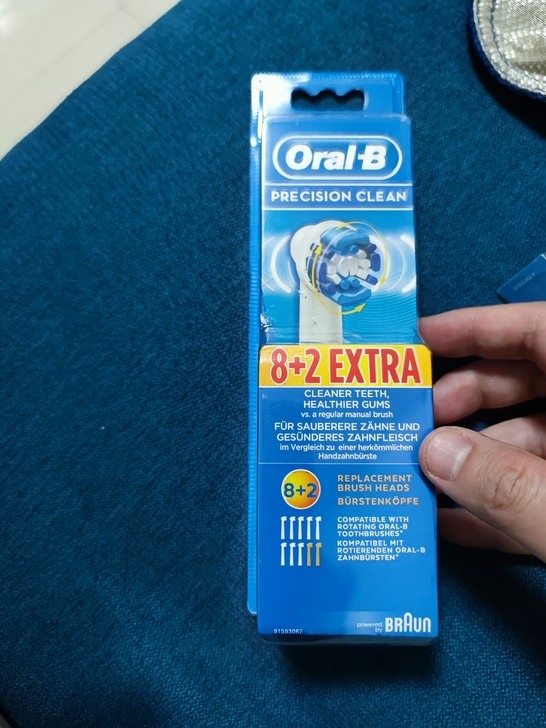 Oral-B
PRECISION CLEAN
8+2 EXTRA
CLEANER TEETH,
HEALTHIER GUMS
vs. a regular manual brush
FÜR SAUBERERE ZÄHNE UND
GESÜNDERES ZAHNFLEISCH
im Vergleich zu einer herkömmlichen
Handzahnbürste
8+2
REPLACEMENT
BRUSH HEADS
BÜRSTENKÖPFE
COMPATIBLE WITH
ROTATING ORAL-B
TOOTHBRUSHES*
KOMPATIBEL MIT
ROTIERENDEN ORAL-B
ZAHNBÜRSTEN*
91593067
powered by BRAUN